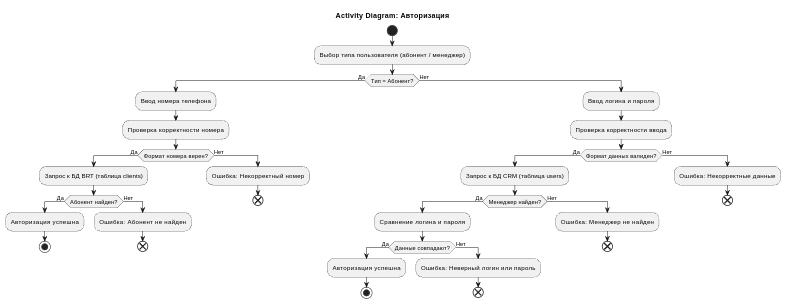 Activity Diagram: Авторизация
Выбор типа пользователя (абонент / менеджер)
Да
Тип = Абонент?
Нет
Ввод номера телефона
Ввод логина и пароля
Проверка корректности номера
Проверка корректности ввода
Да
Формат номера верен?
Нет
Да
Формат данных валиден?
Нет
Запрос к БД BRT (таблица clients)
Ошибка: Некорректный номер
Запрос к БД CRM (таблица users)
Ошибка: Некорректные данные
Да
Абонент найден?
Нет
Да
Менеджер найден?
Нет
Авторизация успешна
Ошибка: Абонент не найден
Сравнение логина и пароля
Ошибка: Менеджер не найден
Да
Данные совпадают?
Нет
Авторизация успешна
Ошибка: Неверный логин или пароль